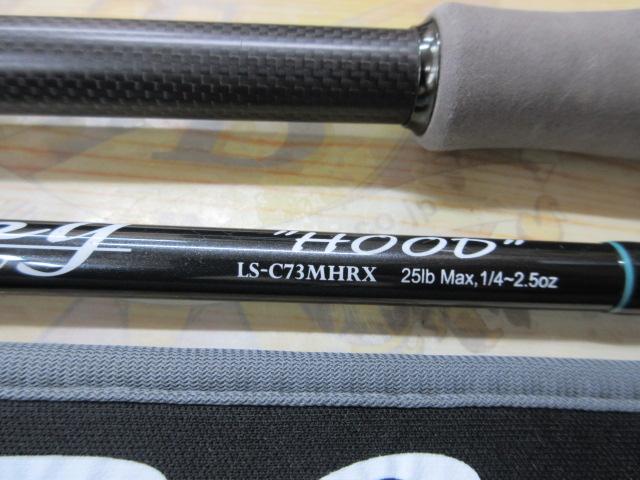 "HOOD"
LS-C73MHRX 25lb Max,1/4~2.5oz